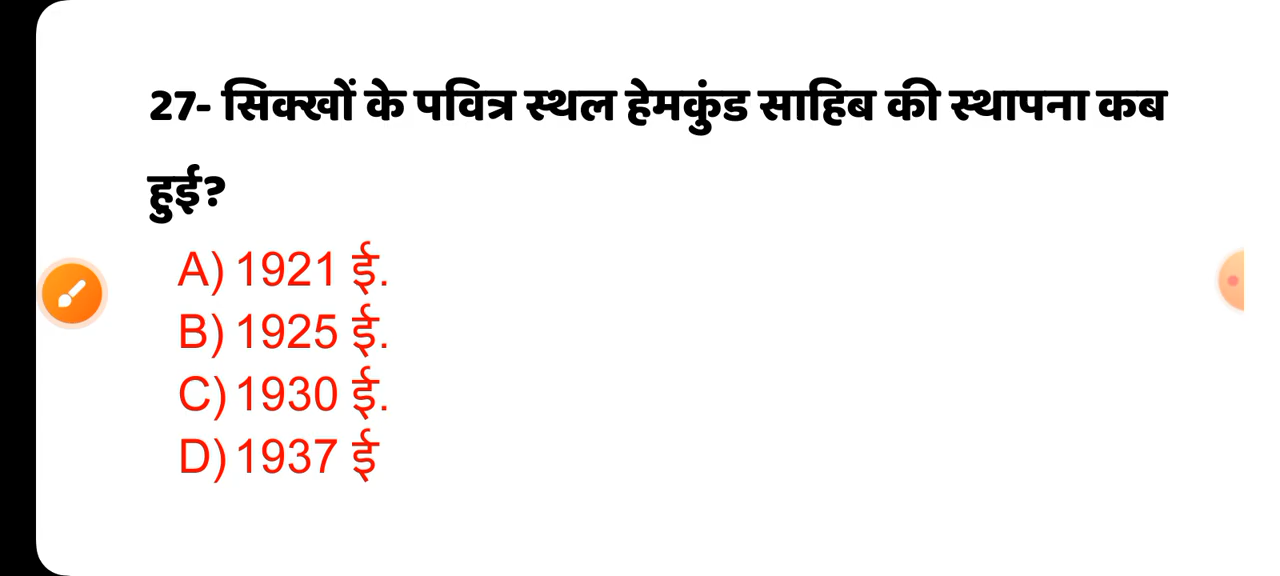 27- सिक्खों के पवित्र स्थल हेमकुंड साहिब की स्थापना कब
हुई?
A) 1921 ई.
B) 1925 ई.
C) 1930 ई.
D) 1937 ई